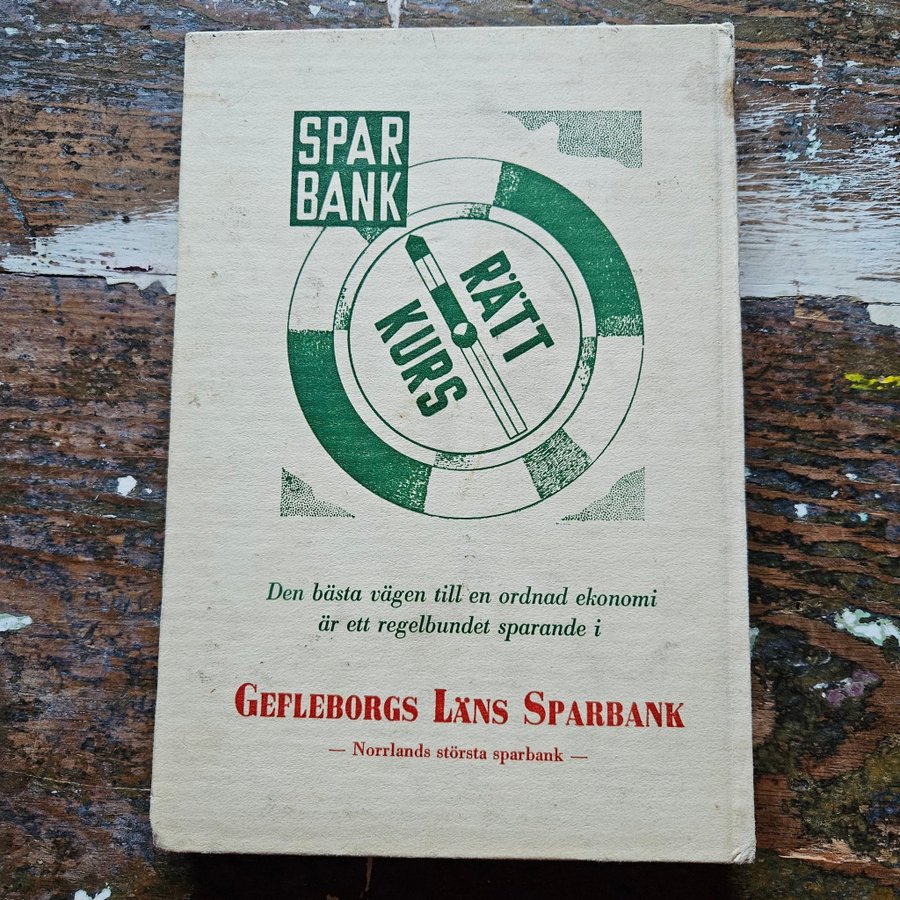 SPAR
BANK
RÄTT
KURS
Den bästa vägen till en ordnad ekonomi
är ett regelbundet sparande i
GEFLEBORGS LÄNS SPARBANK
— Norrlands största sparbank —